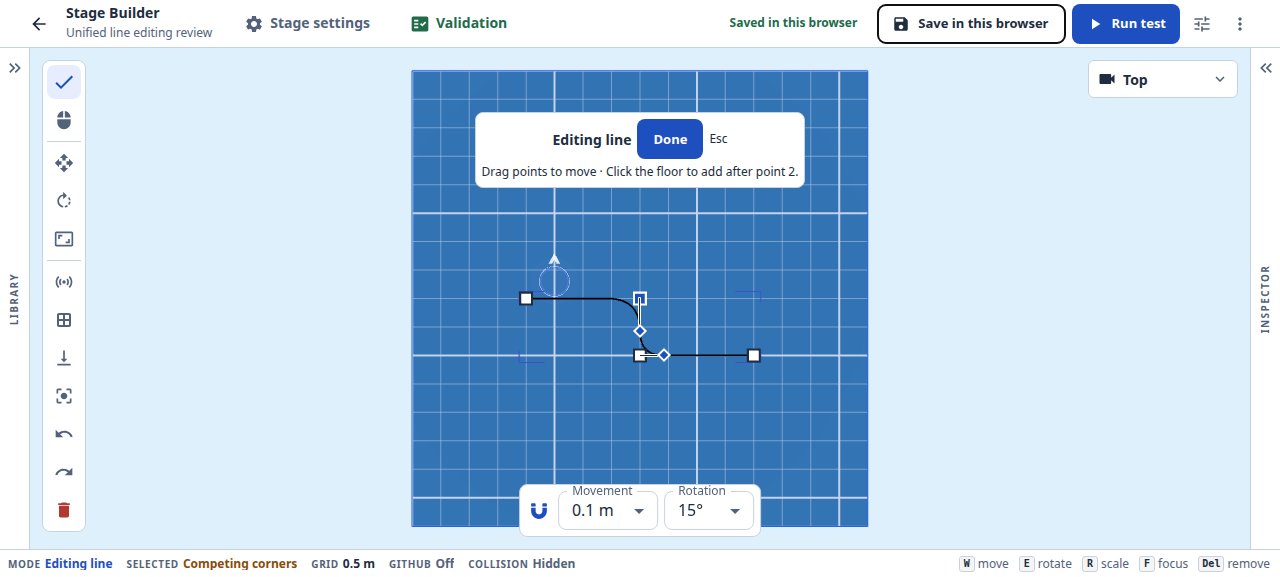 Stage Builder
Unified line editing review
Stage settings
Validation
Saved in this browser
Save in this browser
Run test
LIBRARY
Top
INSPECTOR
Editing line
Done
Esc
Drag points to move · Click the floor to add after point 2.
Movement
0.1 m
Rotation
15°
MODE Editing line SELECTED Competing corners GRID 0.5 m GITHUB Off COLLISION Hidden
W move E rotate R scale F focus Del remove